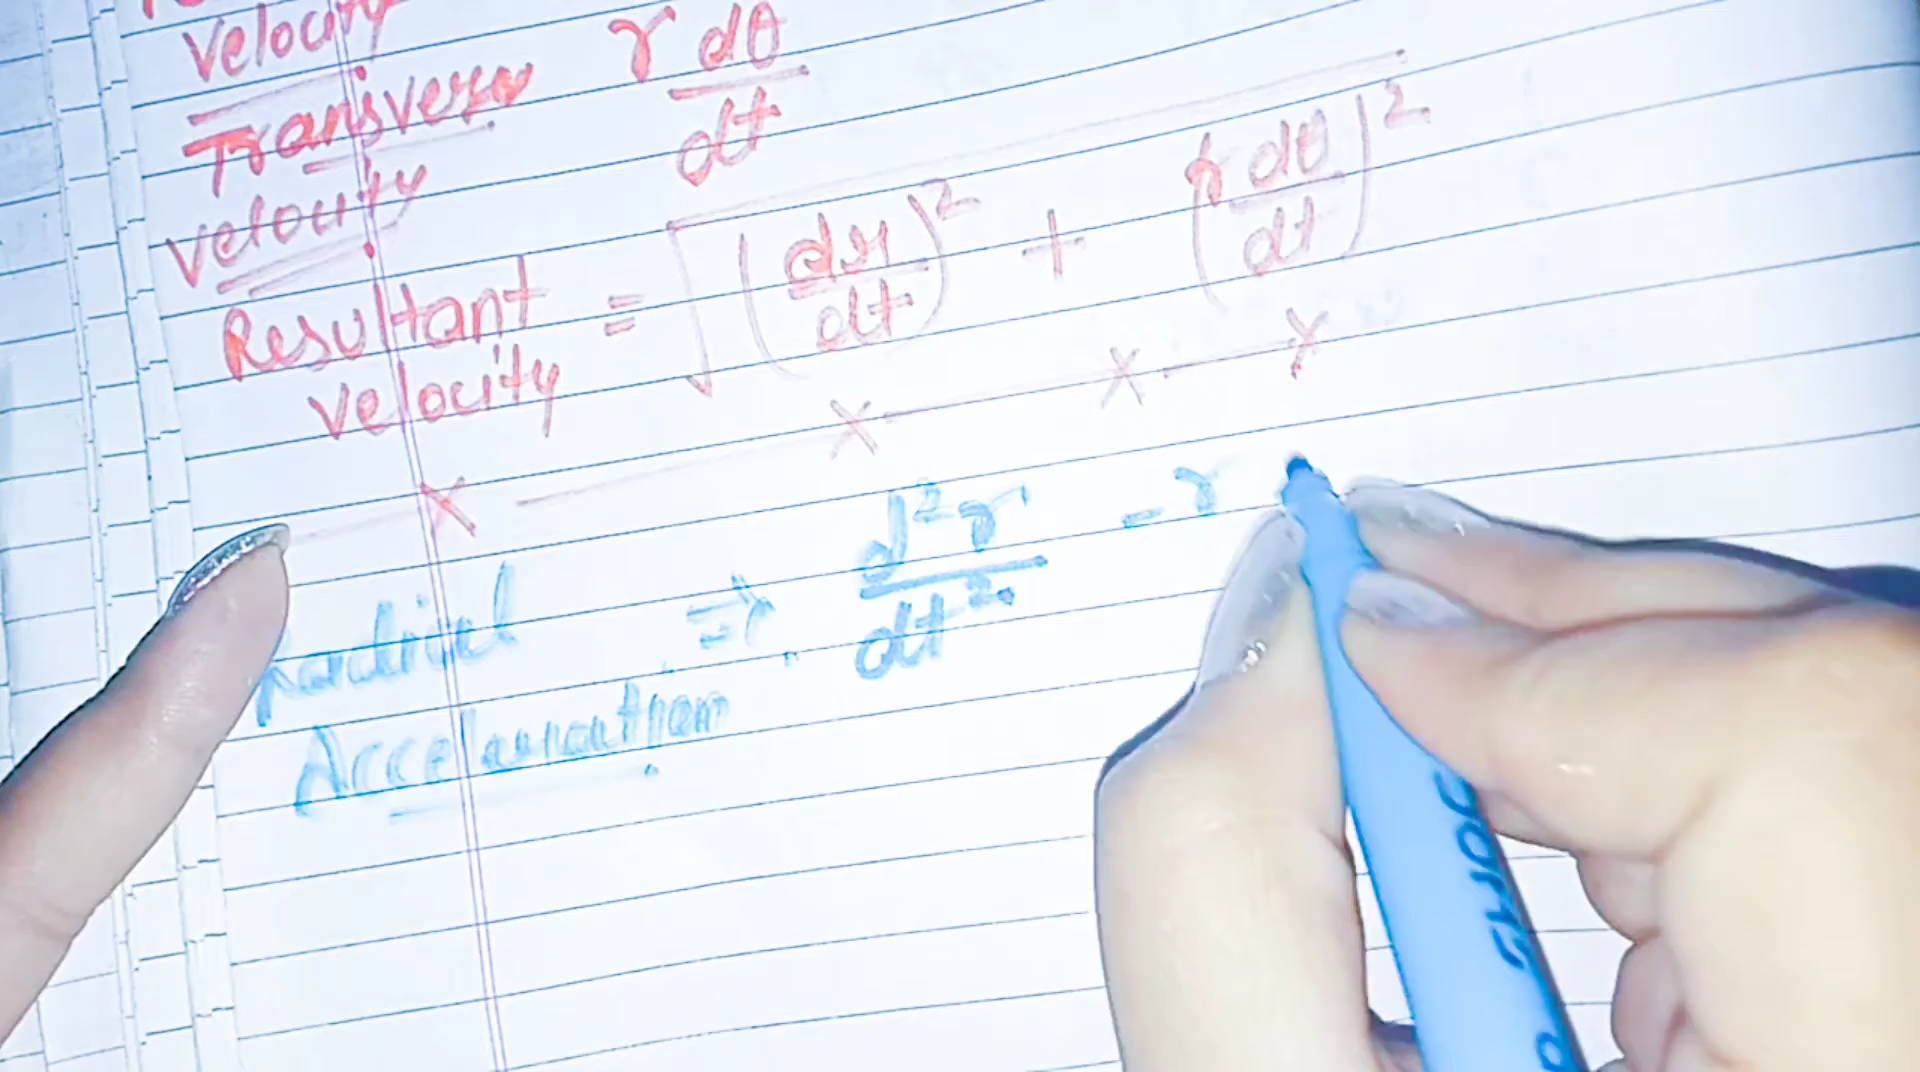 velocity
Transverse r dθ/dt
velocity
Resultant = √((dr/dt)² + (r dθ/dt)²)
velocity
x x x x
Radial ⇒ d²r/dt² - r
Acceleration